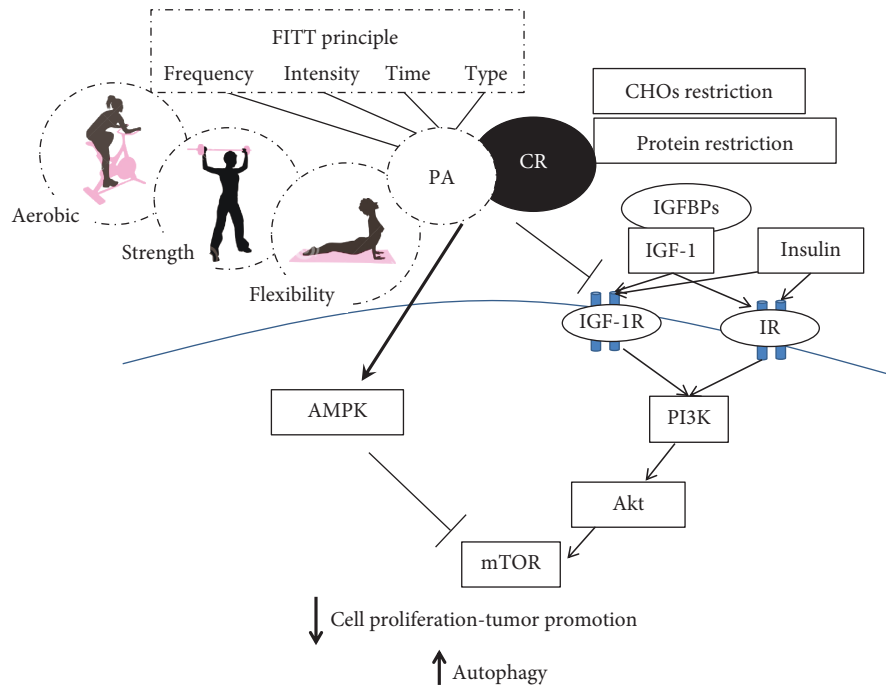 FITT principle
Frequency Intensity Time Type
CHOs restriction
Protein restriction
CR
PA
Aerobic
Strength
Flexibility
IGFBPs
IGF-1
Insulin
IGF-1R
IR
AMPK
PI3K
Akt
mTOR
Cell proliferation-tumor promotion
Autophagy